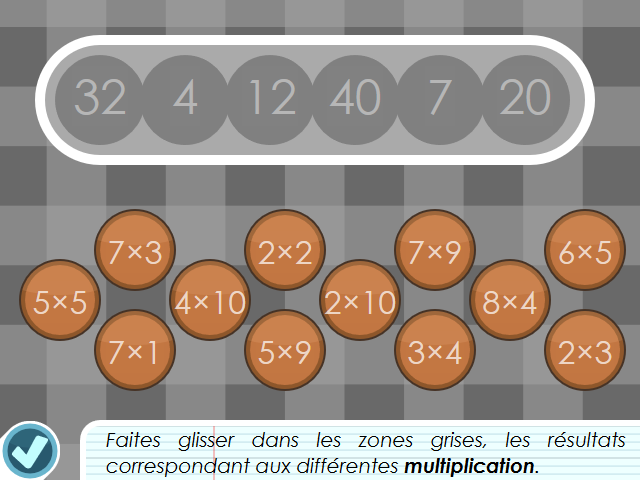 32 4 12 40 7 20
7×3 2×2 7×9 6×5
5×5 4×10 2×10 8×4
7×1 5×9 3×4 2×3
Faites glisser dans les zones grises, les résultats
correspondant aux différentes multiplication.